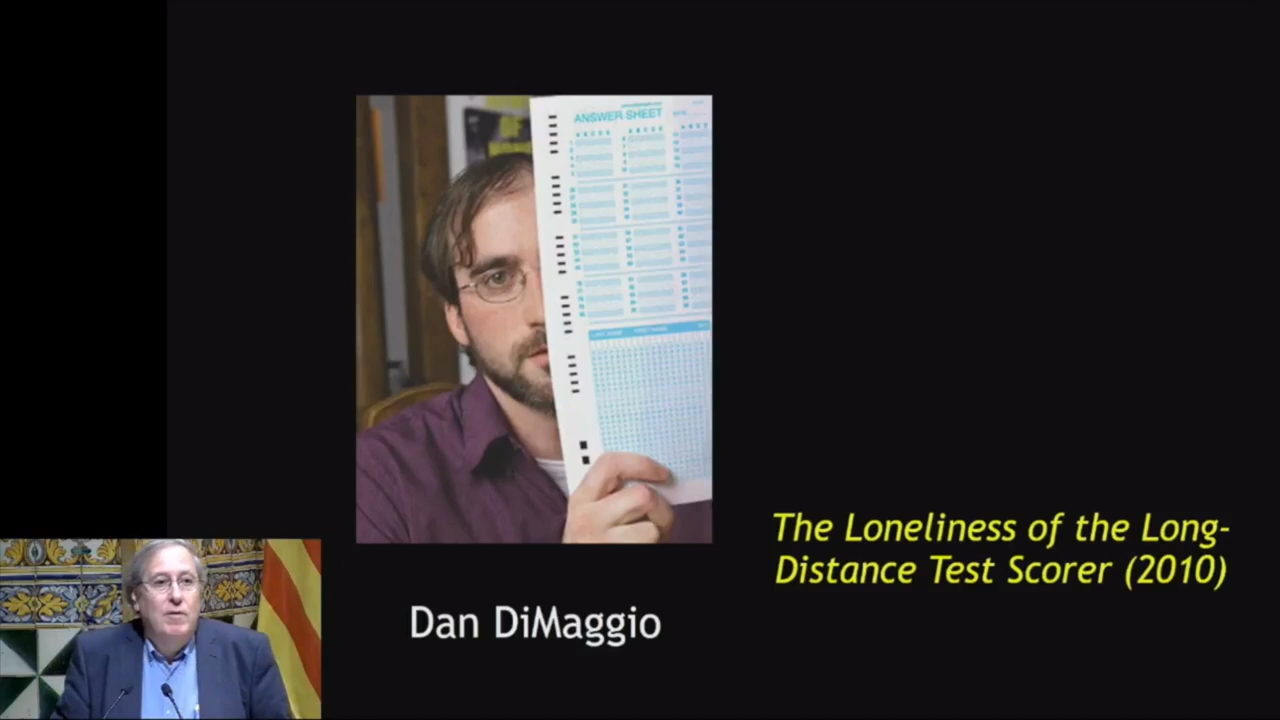 ANSWER SHEET
The Loneliness of the Long-
Distance Test Scorer (2010)
Dan DiMaggio